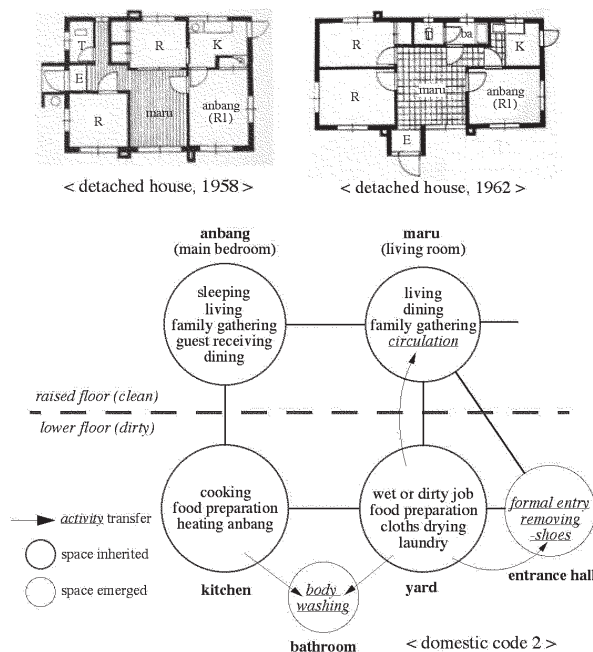 T
R
K
E
R
maru
anbang
(R1)
< detached house, 1958 >
R
ba
K
R
maru
anbang
(R1)
E
< detached house, 1962 >
anbang
(main bedroom)
maru
(living room)
sleeping
living
family gathering
guest receiving
dining
living
dining
family gathering
circulation
raised floor (clean)
lower floor (dirty)
cooking
food preparation
heating anbang
wet or dirty job
food preparation
cloths drying
laundry
formal entry
removing
-shoes
activity transfer
space inherited
space emerged
kitchen
body
washing
yard
entrance hall
bathroom
< domestic code 2 >